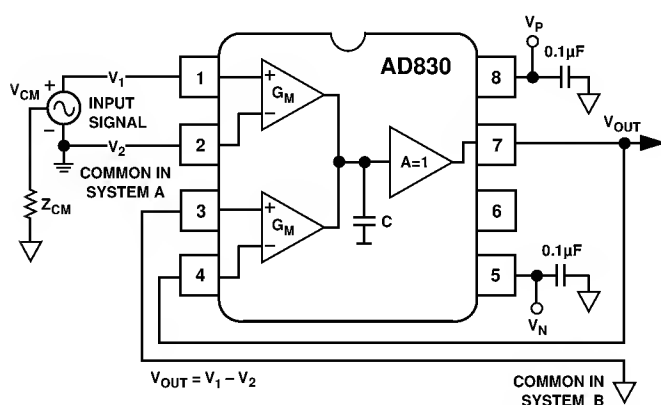 V_P
0.1μF
AD830
V_CM
+
−
V_1
1
+
G_M
−
8
INPUT
SIGNAL
V_2
2
A=1
7
V_OUT
COMMON IN
SYSTEM A
Z_CM
3
+
G_M
−
C
6
4
5
0.1μF
V_N
V_OUT = V_1 – V_2
COMMON IN
SYSTEM B